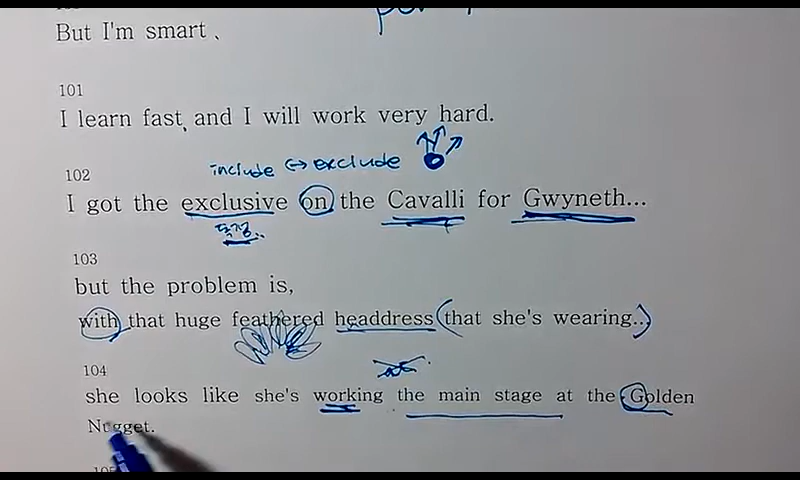 But I'm smart、
101
I learn fast, and I will work very hard.
include ↔ exclude
102
I got the exclusive on the Cavalli for Gwyneth...
독점..
103
but the problem is,
with that huge feathered headdress (that she's wearing..)
104
she looks like she's working the main stage at the Golden
Nugget.